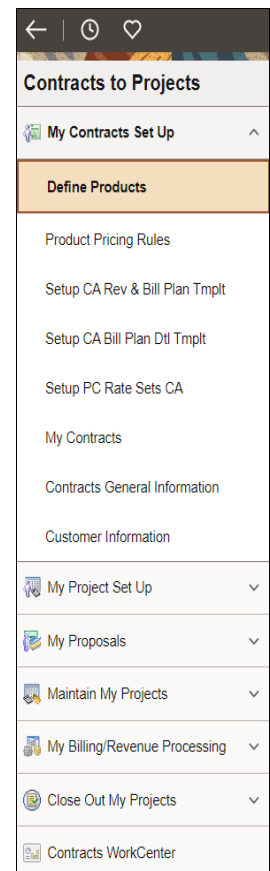 Contracts to Projects
My Contracts Set Up
Define Products
Product Pricing Rules
Setup CA Rev & Bill Plan Tmplt
Setup CA Bill Plan Dtl Tmplt
Setup PC Rate Sets CA
My Contracts
Contracts General Information
Customer Information
My Project Set Up
My Proposals
Maintain My Projects
My Billing/Revenue Processing
Close Out My Projects
Contracts WorkCenter